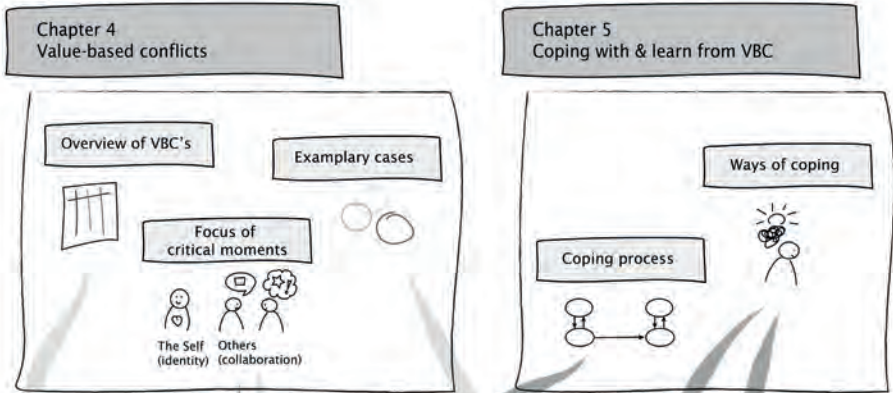 Chapter 4
Value-based conflicts
Overview of VBC's
Examplary cases
Focus of
critical moments
The Self
(identity)
Others
(collaboration)
Chapter 5
Coping with & learn from VBC
Ways of coping
Coping process